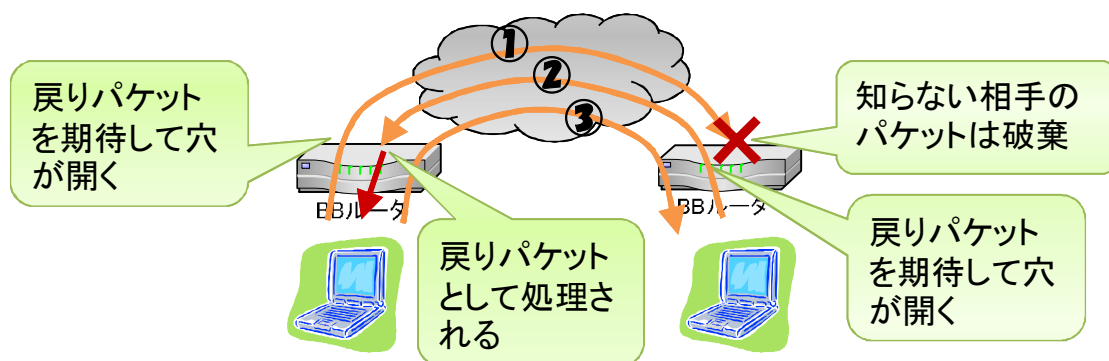 ①
②
③
戻りパケット
を期待して穴
が開く
知らない相手の
パケットは破棄
BBルータ
BBルータ
戻りパケット
として処理さ
れる
戻りパケット
を期待して穴
が開く